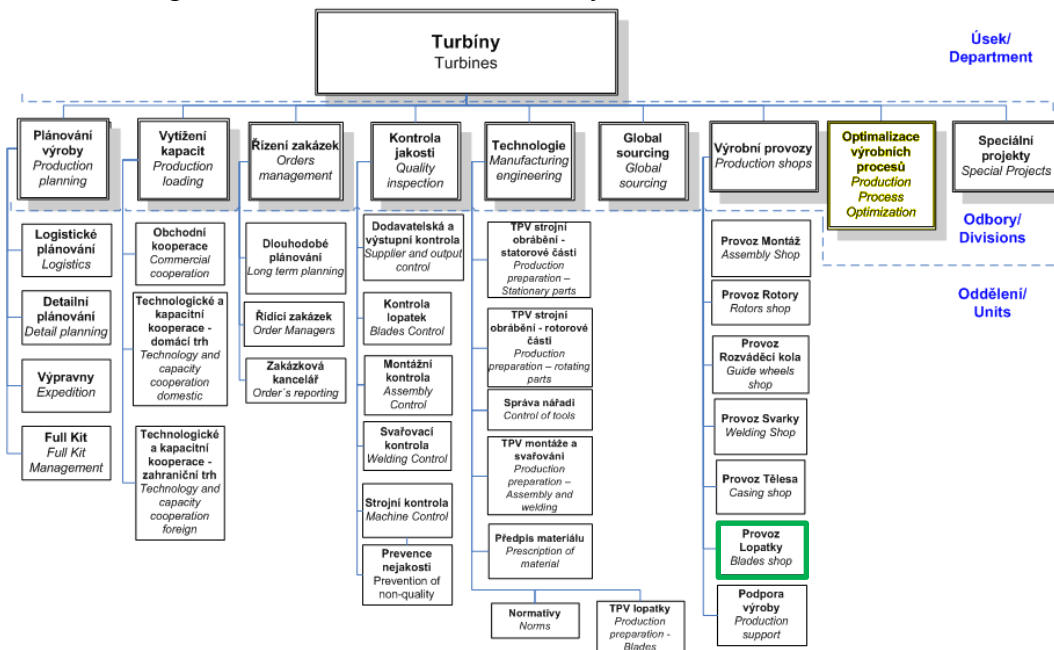 Turbíny
Turbines
Úsek/
Department
Plánování
výroby
Production
planning
Vytížení
kapacit
Production
loading
Řízení zakázek
Orders
management
Kontrola
jakosti
Quality
inspection
Technologie
Manufacturing
engineering
Global
sourcing
Global
sourcing
Výrobní provozy
Production shops
Optimalizace
výrobních
procesů
Production
Process
Optimization
Speciální
projekty
Special Projects
Odbory/
Divisions
Oddělení/
Units
Logistické
plánování
Logistics
Detailní
plánování
Detail planning
Výpravny
Expedition
Full Kit
Full Kit
Management
Obchodní
kooperace
Commercial
cooperation
Technologické a
kapacitní
kooperace -
domácí trh
Technology and
capacity
cooperation
domestic
Technologické
a kapacitní
kooperace -
zahraniční trh
Technology and
capacity
cooperation
foreign
Dlouhodobé
plánování
Long term planning
Řídící zakázek
Order Managers
Zakázková
kancelář
Order´s reporting
Dodavatelská a
výstupní kontrola
Supplier and output
control
Kontrola
lopatek
Blades Control
Montážní
kontrola
Assembly
Control
Svařovací
kontrola
Welding Control
Strojní kontrola
Machine Control
Prevence
nejakosti
Prevention of
non-quality
TPV strojní
obrábění -
statorové části
Production
preparation –
Stationary parts
TPV strojní
obrábění - rotorové
části
Production
preparation – rotating
parts
Správa nářadí
Control of tools
TPV montáže a
svařování
Production
preparation –
Assembly and
welding
Předpis materiálu
Prescription of
material
Normativy
Norms
TPV lopatky
Production
preparation -
Blades
Provoz Montáž
Assembly Shop
Provoz Rotory
Rotors shop
Provoz
Rozváděcí kola
Guide wheels
shop
Provoz Svarky
Welding Shop
Provoz Tělesa
Casing shop
Provoz
Lopatky
Blades shop
Podpora
výroby
Production
support